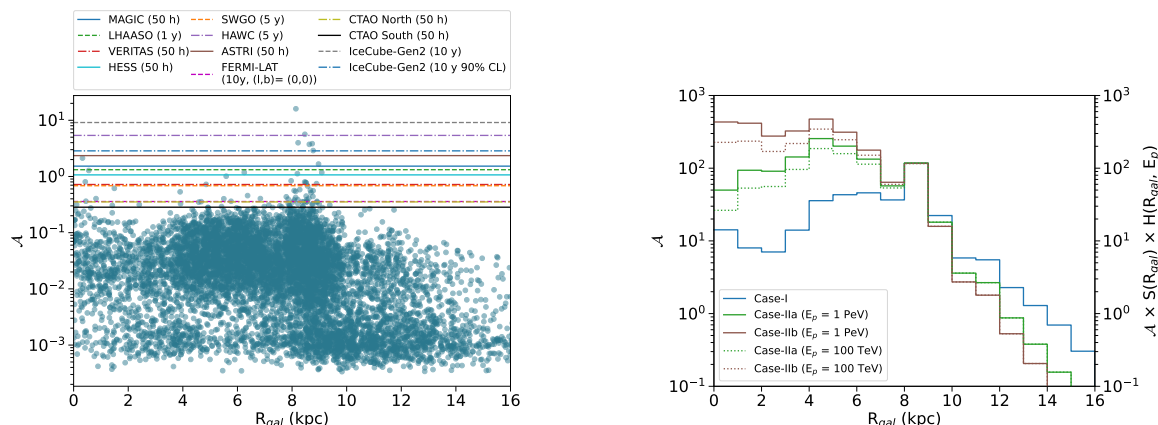 MAGIC (50 h)
LHAASO (1 y)
VERITAS (50 h)
HESS (50 h)
SWGO (5 y)
HAWC (5 y)
ASTRI (50 h)
FERMI-LAT
(10y, (l,b)= (0,0))
CTAO North (50 h)
CTAO South (50 h)
IceCube-Gen2 (10 y)
IceCube-Gen2 (10 y 90% CL)
10¹
10⁰
10⁻¹
10⁻²
10⁻³
𝒜
0 2 4 6 8 10 12 14 16
R_gal (kpc)
10³
10²
10¹
10⁰
10⁻¹
𝒜
Case-I
Case-IIa (E_p = 1 PeV)
Case-IIb (E_p = 1 PeV)
Case-IIa (E_p = 100 TeV)
Case-IIb (E_p = 100 TeV)
0 2 4 6 8 10 12 14 16
R_gal (kpc)
10³
10²
10¹
10⁰
10⁻¹
𝒜 × S(R_gal) × H(R_gal, E_p)